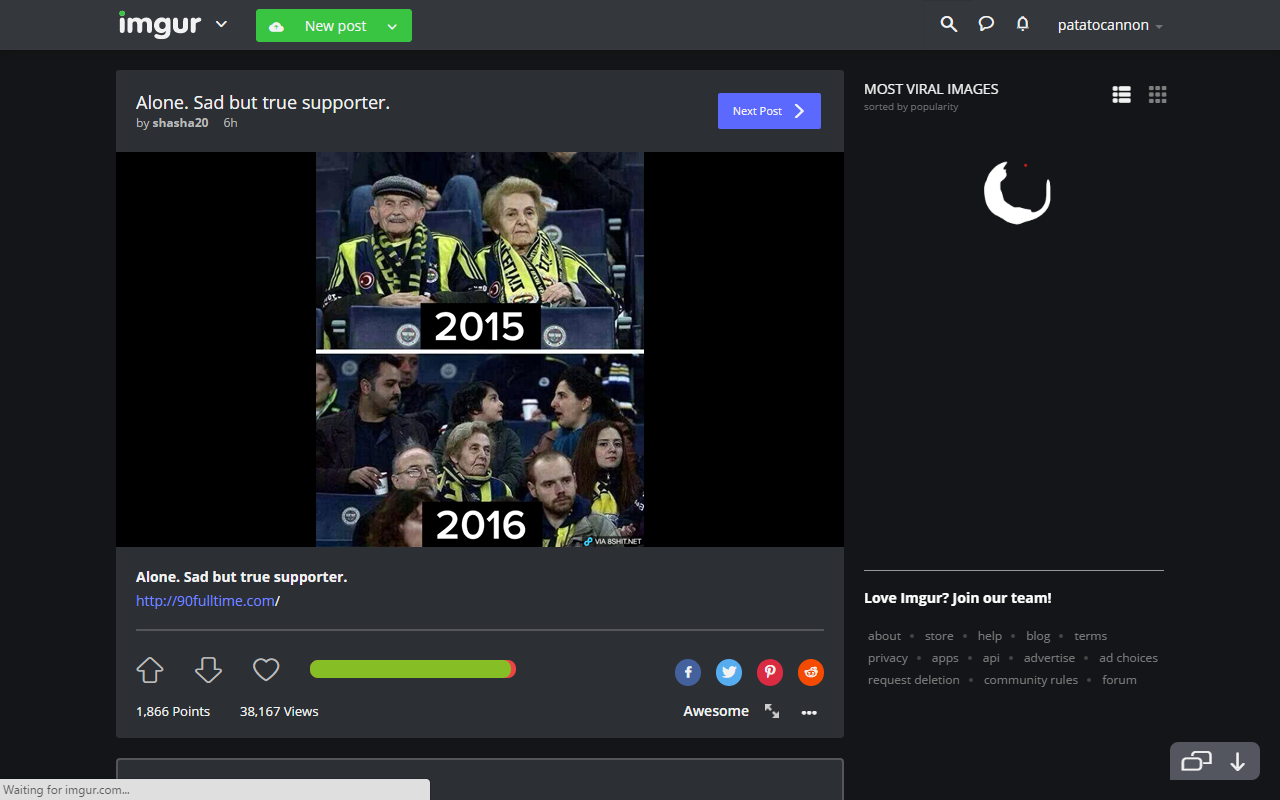 imgur
New post
patatocannon
Alone. Sad but true supporter.
by shasha20 6h
Next Post
2015
2016
VIA 8SHIT.NET
Alone. Sad but true supporter.
http://90fulltime.com/
1,866 Points 38,167 Views
Awesome
MOST VIRAL IMAGES
sorted by popularity
Love Imgur? Join our team!
about • store • help • blog • terms
privacy • apps • api • advertise • ad choices
request deletion • community rules • forum
Waiting for imgur.com...